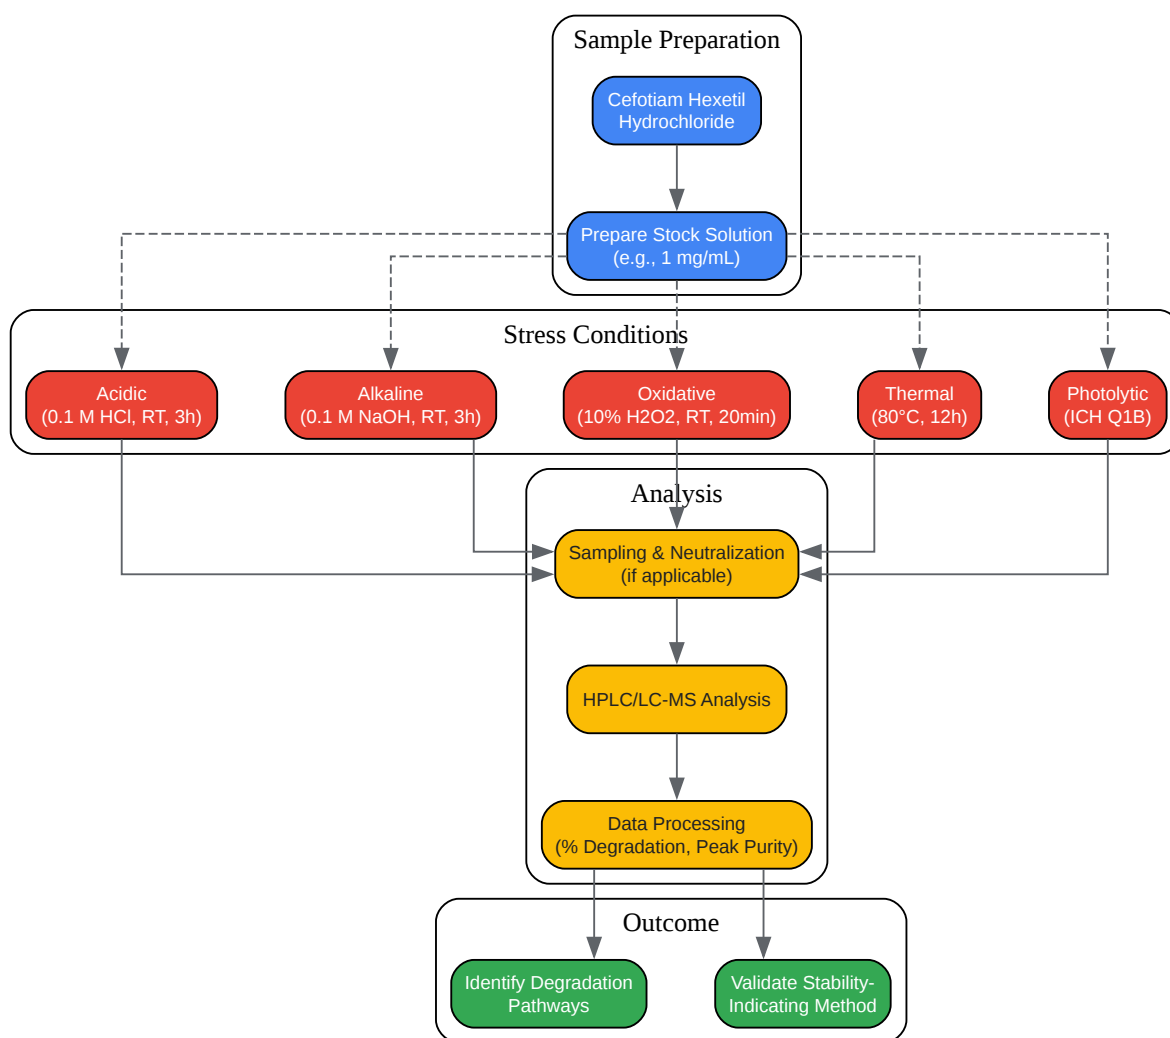 Sample Preparation
Cefotiam Hexetil
Hydrochloride
Prepare Stock Solution
(e.g., 1 mg/mL)
Stress Conditions
Acidic
(0.1 M HCl, RT, 3h)
Alkaline
(0.1 M NaOH, RT, 3h)
Oxidative
(10% H2O2, RT, 20min)
Thermal
(80°C, 12h)
Photolytic
(ICH Q1B)
Analysis
Sampling & Neutralization
(if applicable)
HPLC/LC-MS Analysis
Data Processing
(% Degradation, Peak Purity)
Outcome
Identify Degradation
Pathways
Validate Stability-
Indicating Method